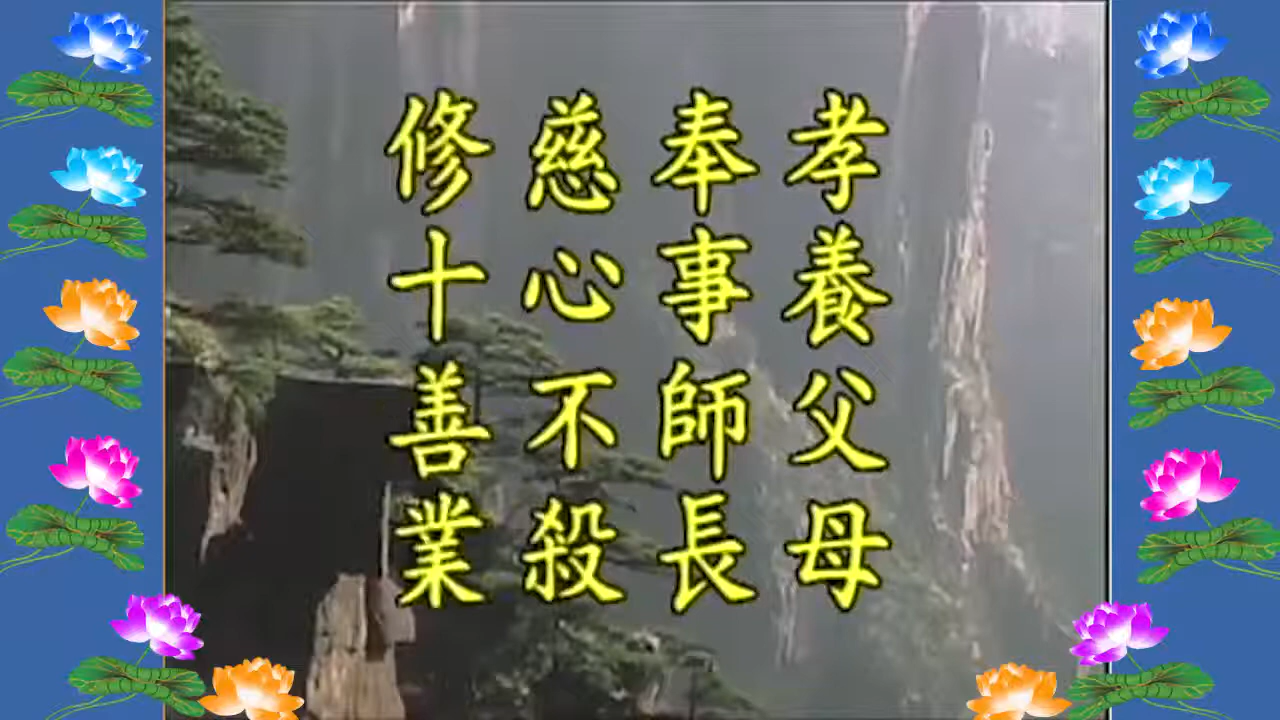 孝養父母
奉事師長
慈心不殺
修十善業